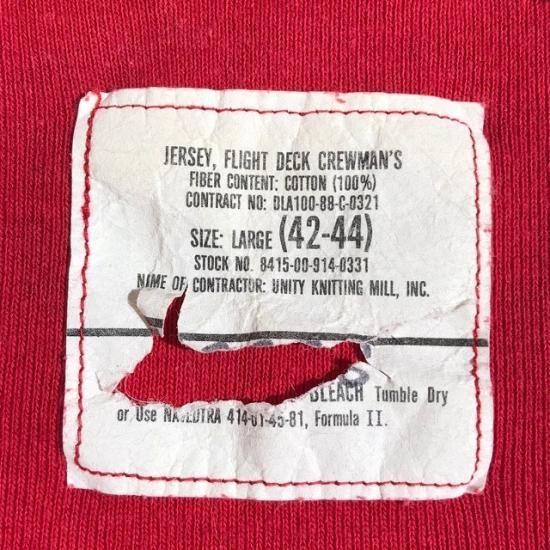 JERSEY, FLIGHT DECK CREWMAN'S
FIBER CONTENT: COTTON (100%)
CONTRACT NO: DLA100-88-C-0321
SIZE: LARGE (42-44)
STOCK NO. 8415-00-914-0331
NAME OF CONTRACTOR: UNITY KNITTING MILL, INC.
BLEACH Tumble Dry
or Use 414-01-45-81, Formula II.